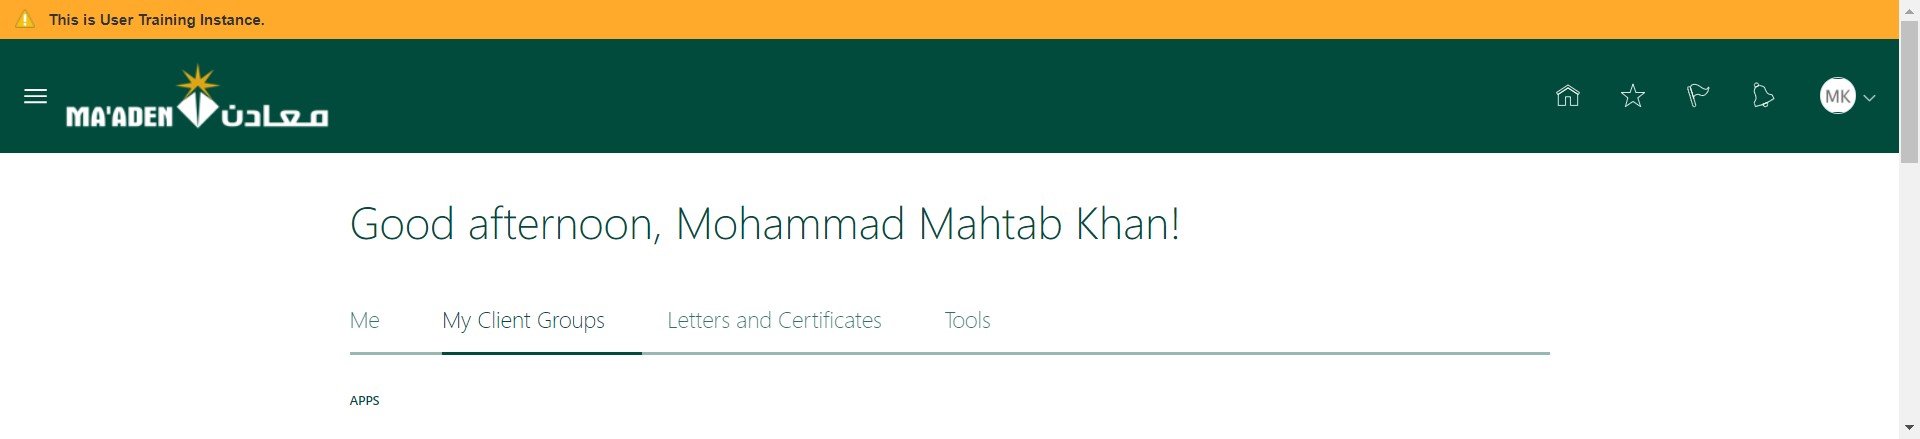 This is User Training Instance.
MA'ADEN معادن
MK
Good afternoon, Mohammad Mahtab Khan!
Me My Client Groups Letters and Certificates Tools
APPS